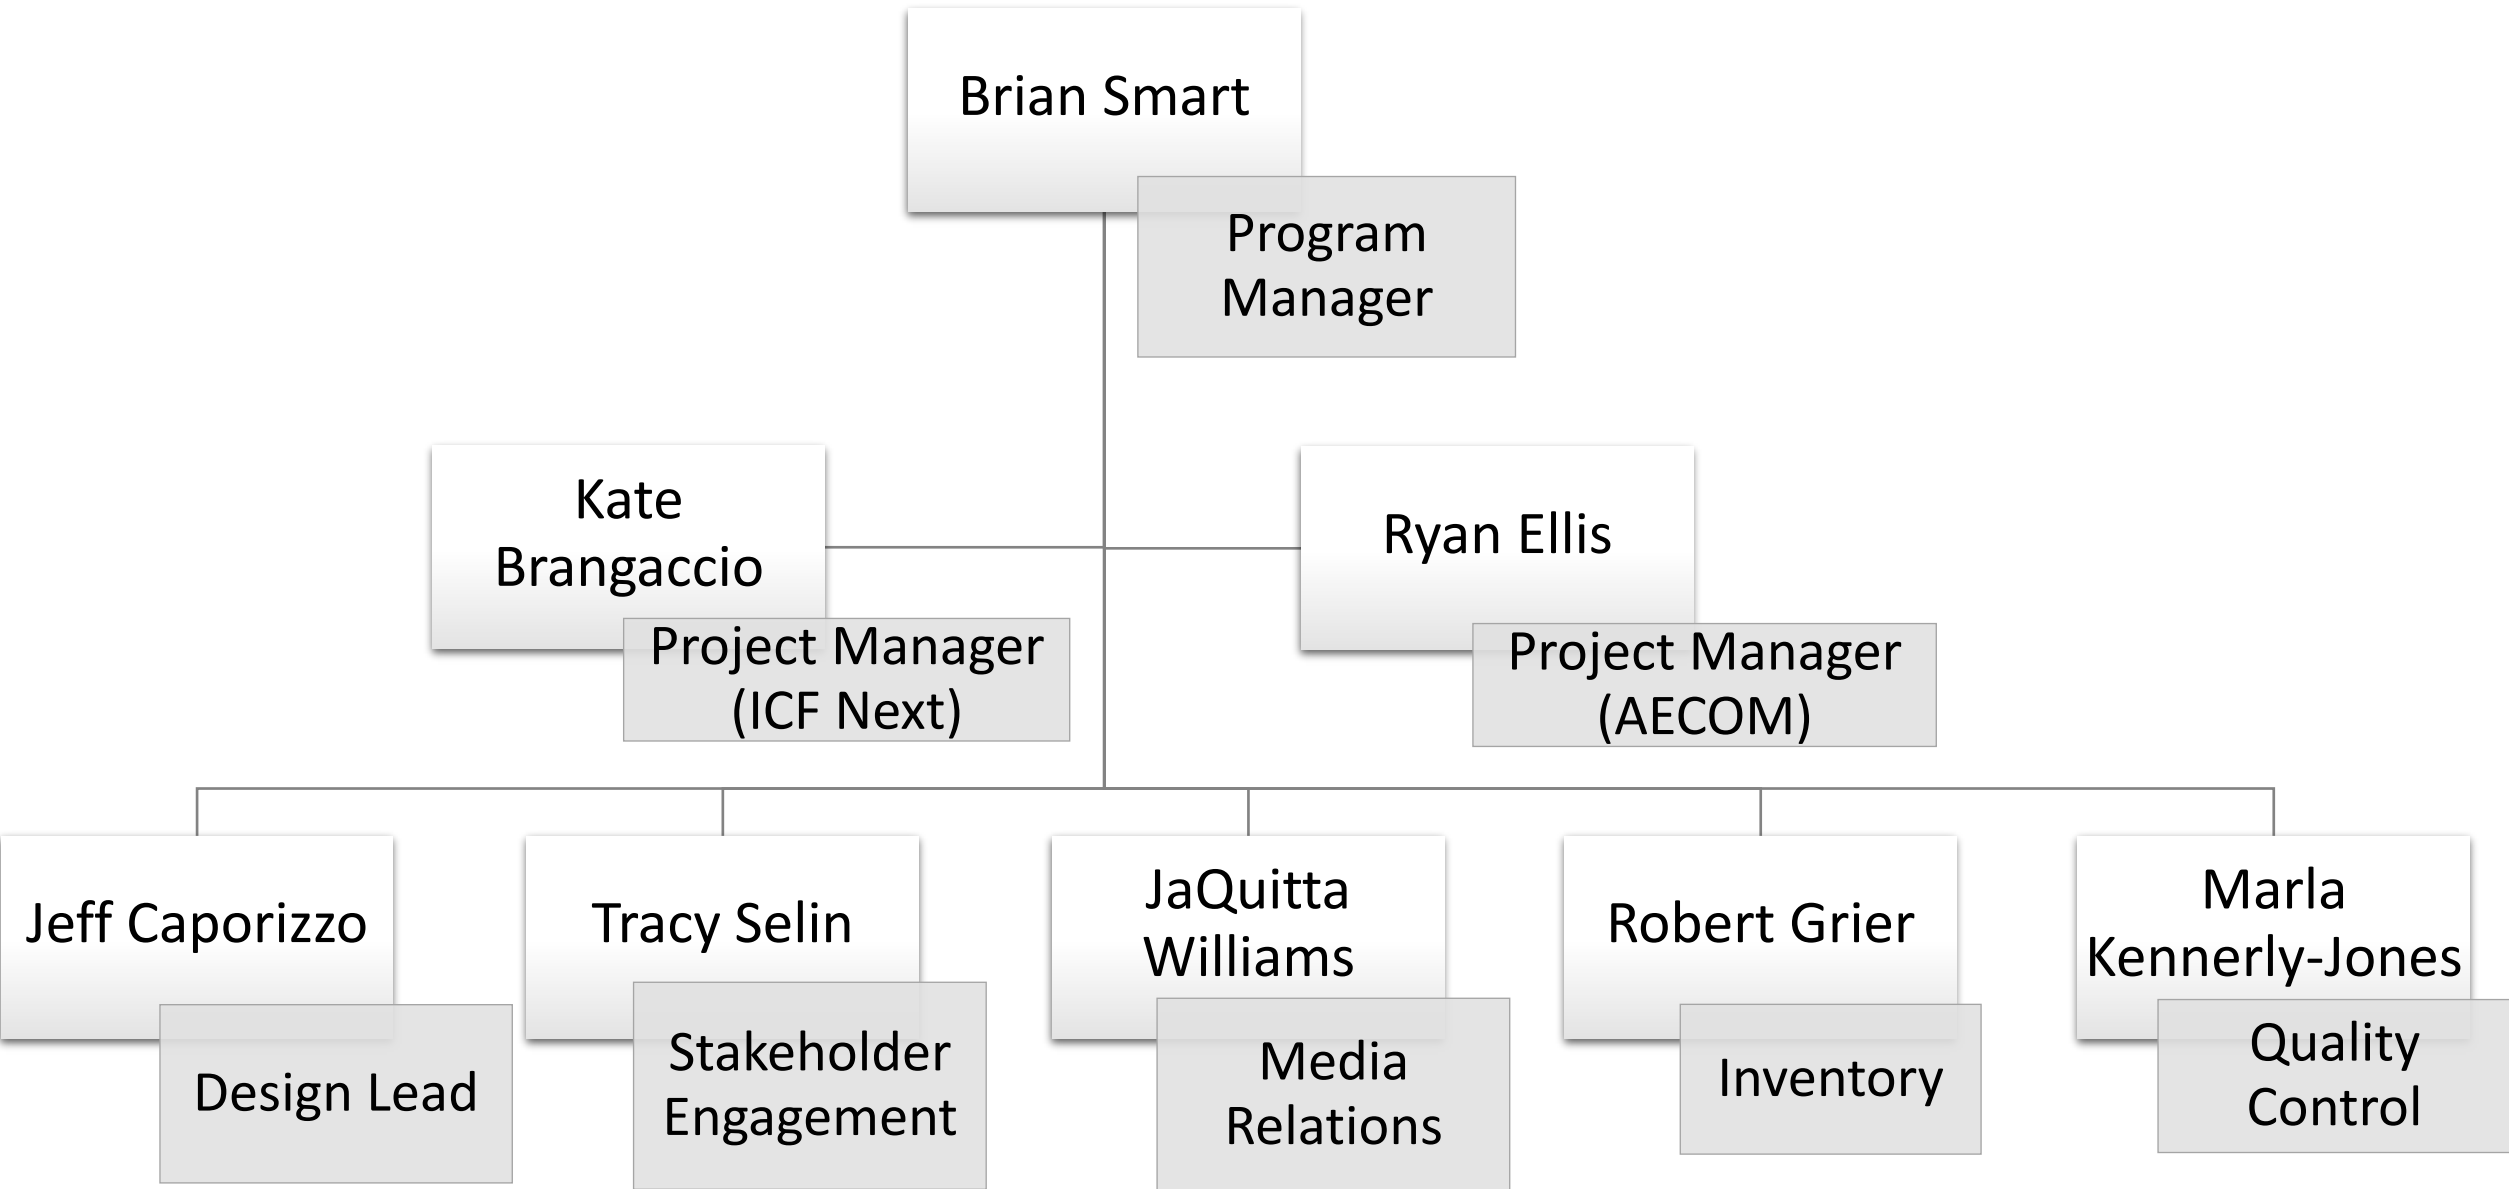 Brian Smart
Program
Manager
Kate
Brangaccio
Project Manager
(ICF Next)
Ryan Ellis
Project Manager
(AECOM)
Jeff Caporizzo
Design Lead
Tracy Selin
Stakeholder
Engagement
JaQuitta
Williams
Media
Relations
Robert Grier
Inventory
Marla
Kennerly-Jones
Quality
Control